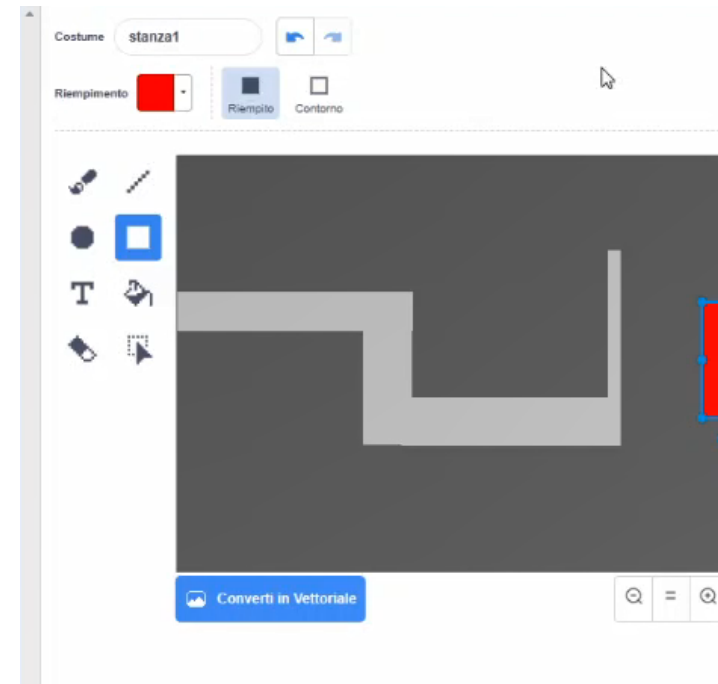 Costume stanza1
Riempimento
Riempito Contorno
T
Converti in Vettoriale